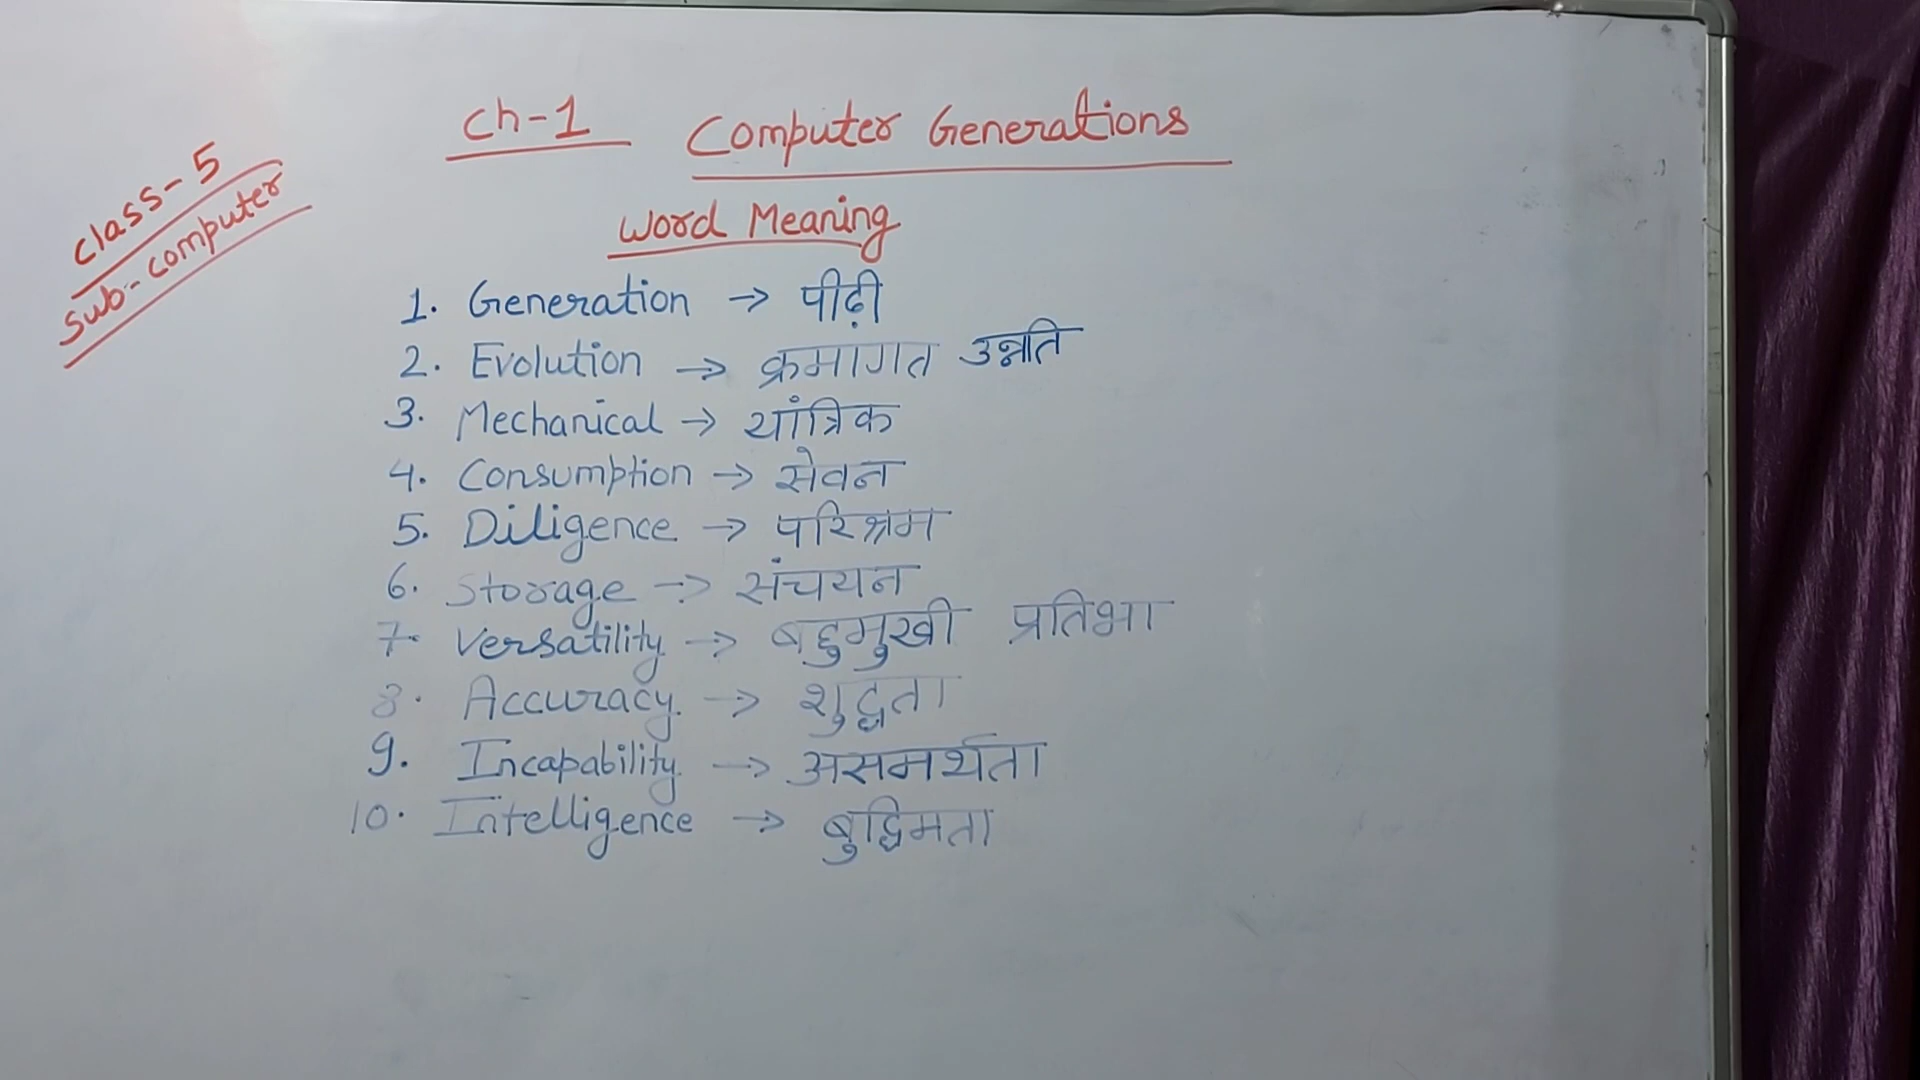 class-5
sub-computer
Ch-1 Computer Generations
Word Meaning
1. Generation → पीढ़ी
2. Evolution → क्रमागत उन्नति
3. Mechanical → यांत्रिक
4. Consumption → सेवन
5. Diligence → परिश्रम
6. Storage → संचयन
7. Versatility → बहुमुखी प्रतिभा
8. Accuracy → शुद्धता
9. Incapability → असमर्थता
10. Intelligence → बुद्धिमता